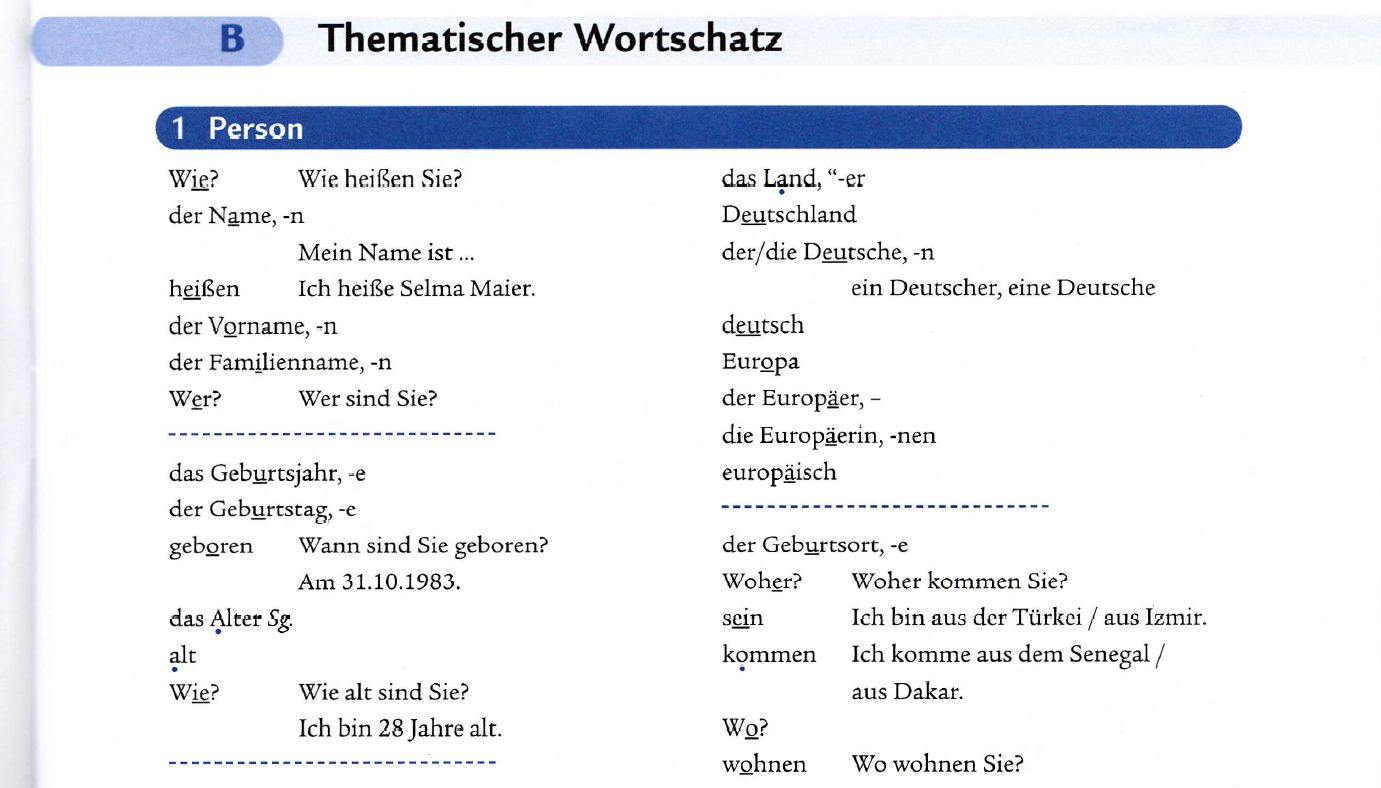 B Thematischer Wortschatz
1 Person
Wie? Wie heißen Sie?
der Name, -n
Mein Name ist ...
heißen Ich heiße Selma Maier.
der Vorname, -n
der Familienname, -n
Wer? Wer sind Sie?
das Geburtsjahr, -e
der Geburtstag, -e
geboren Wann sind Sie geboren?
Am 31.10.1983.
das Alter Sg.
alt
Wie? Wie alt sind Sie?
Ich bin 28 Jahre alt.
das Land, “-er
Deutschland
der/die Deutsche, -n
ein Deutscher, eine Deutsche
deutsch
Europa
der Europäer, –
die Europäerin, -nen
europäisch
der Geburtsort, -e
Woher? Woher kommen Sie?
sein Ich bin aus der Türkei / aus Izmir.
kommen Ich komme aus dem Senegal /
aus Dakar.
Wo?
wohnen Wo wohnen Sie?